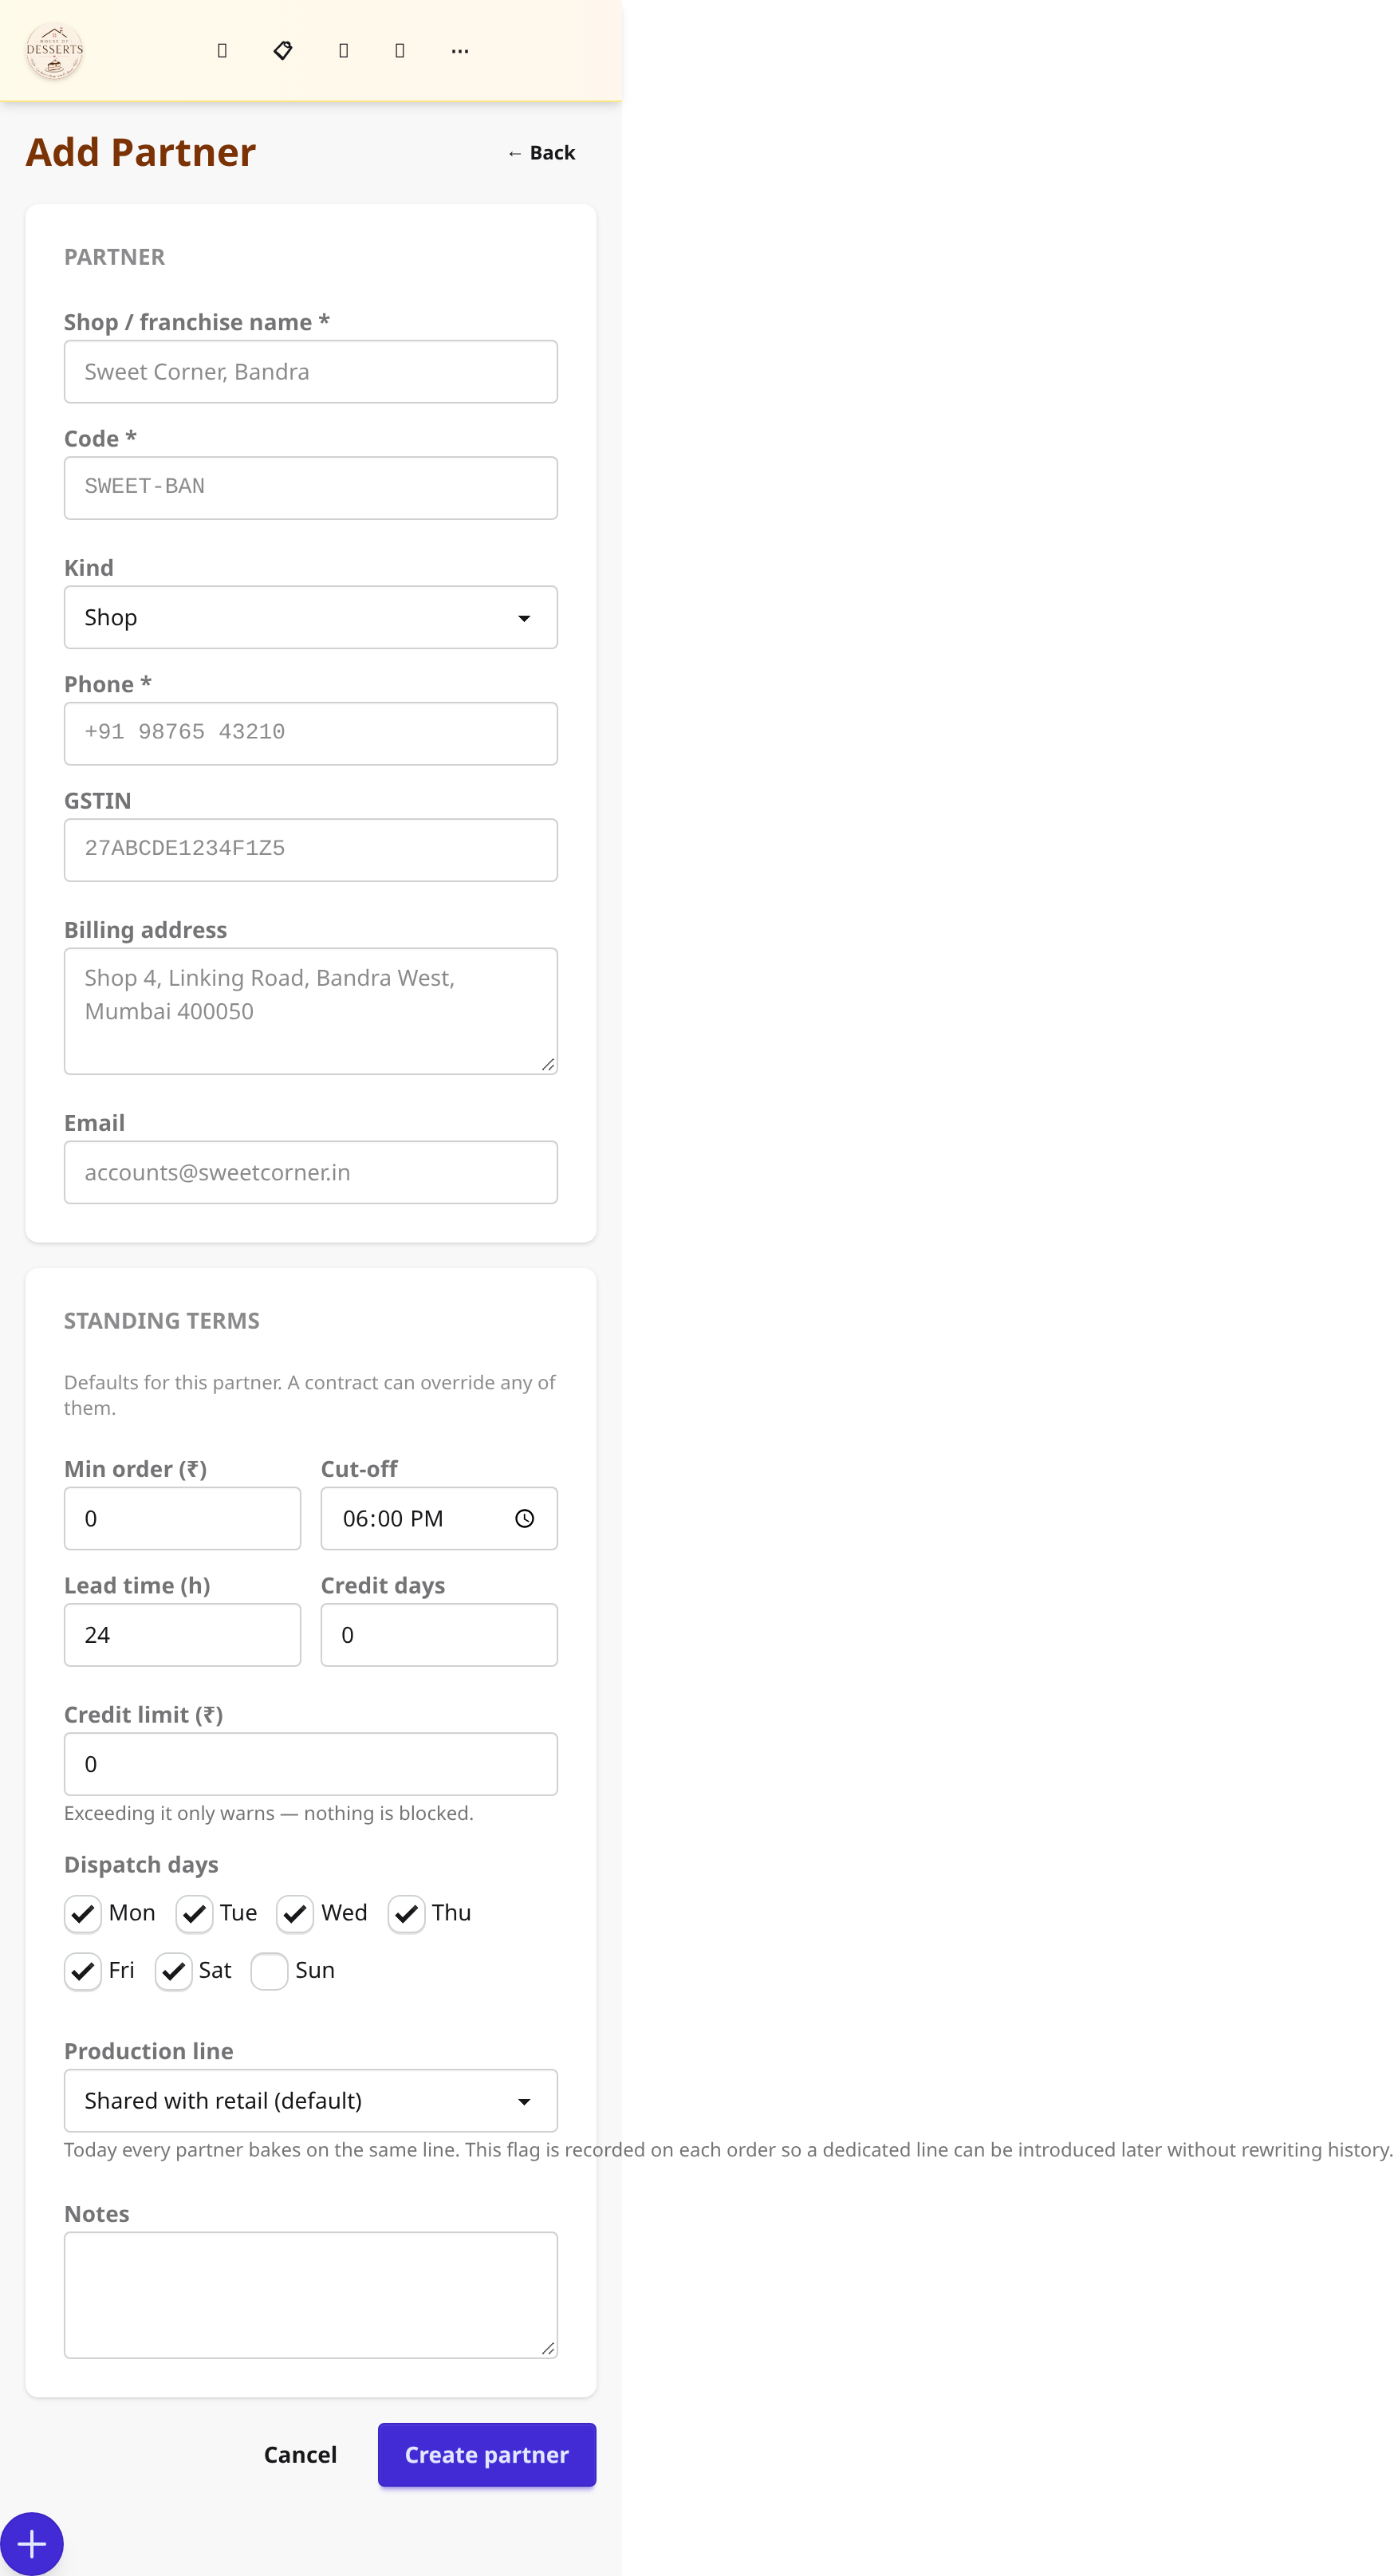 HOUSE OF
DESSERTS
...
Add Partner
← Back
PARTNER
Shop / franchise name *
Sweet Corner, Bandra
Code *
SWEET-BAN
Kind
Shop
Phone *
+91 98765 43210
GSTIN
27ABCDE1234F1Z5
Billing address
Shop 4, Linking Road, Bandra West,
Mumbai 400050
Email
accounts@sweetcorner.in
STANDING TERMS
Defaults for this partner. A contract can override any of
them.
Min order (₹) Cut-off
0 06:00 PM
Lead time (h) Credit days
24 0
Credit limit (₹)
0
Exceeding it only warns — nothing is blocked.
Dispatch days
Mon Tue Wed Thu
Fri Sat Sun
Production line
Shared with retail (default)
Today every partner bakes on the same line. This flag is recorded on each order so a dedicated line can be introduced later without rewriting history.
Notes
Cancel Create partner